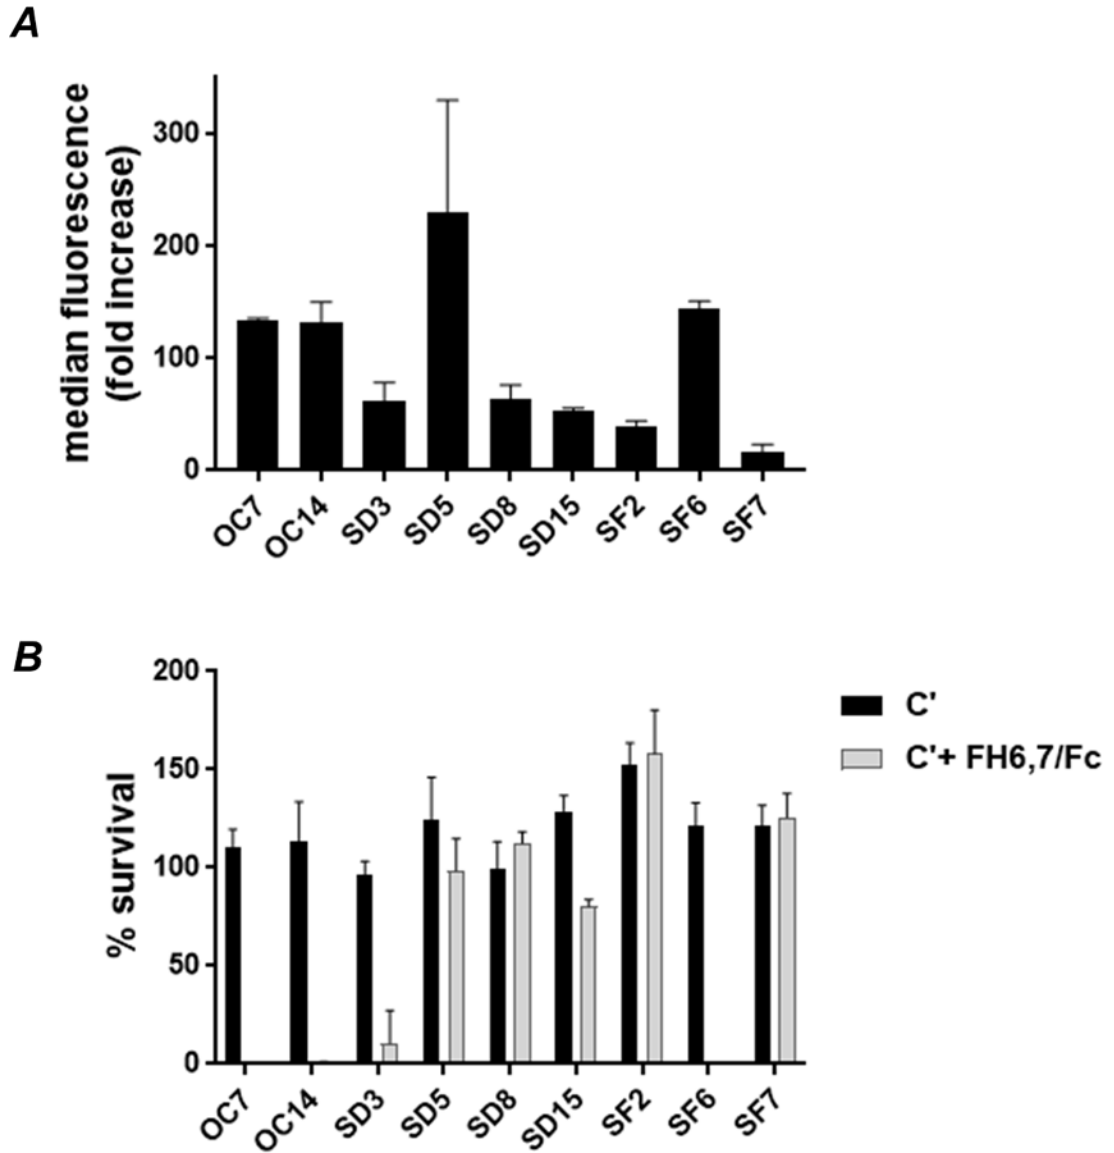 A
median fluorescence
(fold increase)
300
200
100
0
OC7 OC14 SD3 SD5 SD8 SD15 SF2 SF6 SF7
B
% survival
200
150
100
50
0
OC7 OC14 SD3 SD5 SD8 SD15 SF2 SF6 SF7
C'
C'+ FH6,7/Fc